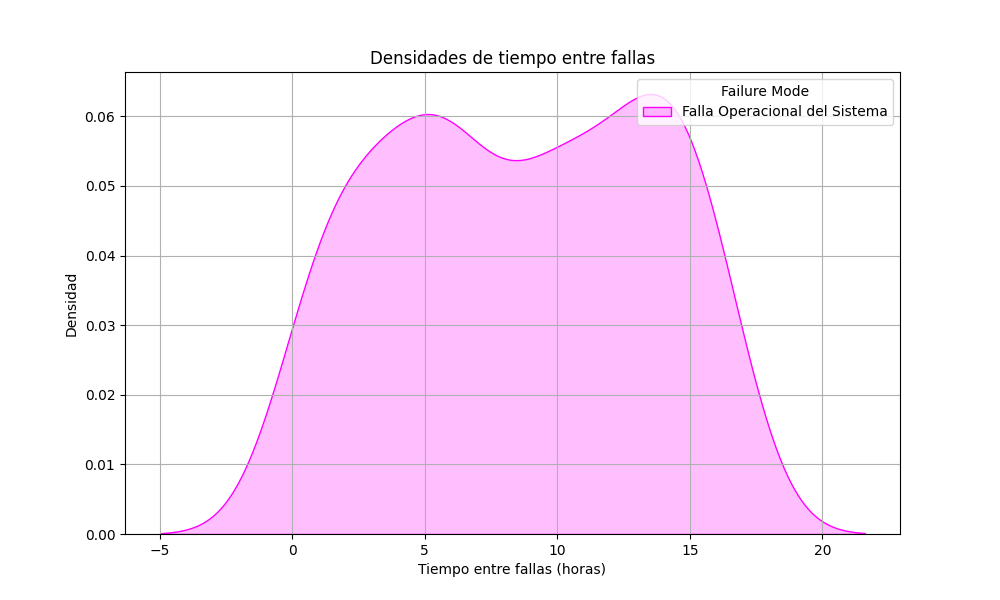 Densidades de tiempo entre fallas
Failure Mode
Falla Operacional del Sistema
0.06
0.05
0.04
0.03
0.02
0.01
0.00
Densidad
−5
0
5
10
15
20
Tiempo entre fallas (horas)